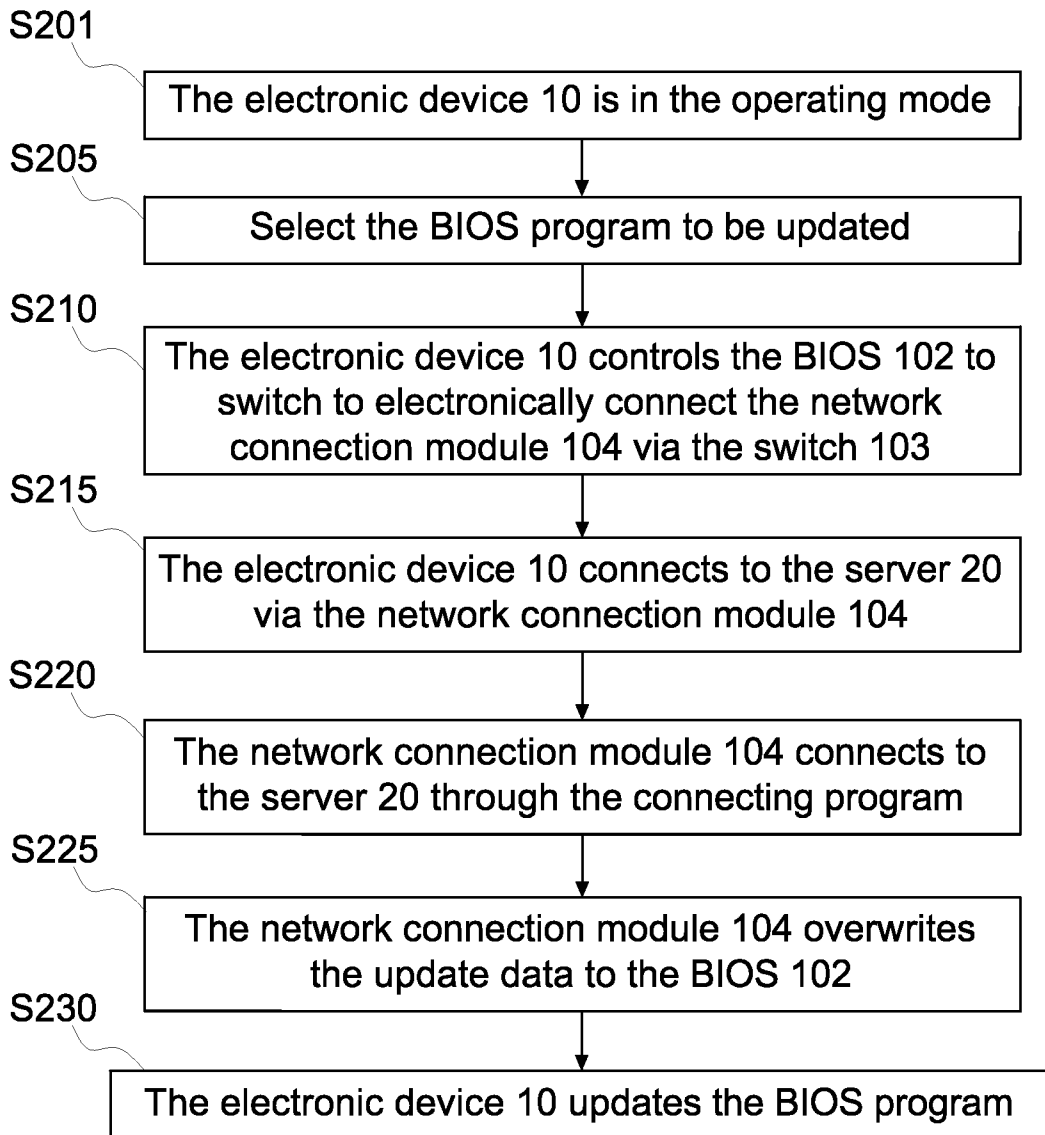 S201
The electronic device 10 is in the operating mode
S205
Select the BIOS program to be updated
S210
The electronic device 10 controls the BIOS 102 to
switch to electronically connect the network
connection module 104 via the switch 103
S215
The electronic device 10 connects to the server 20
via the network connection module 104
S220
The network connection module 104 connects to
the server 20 through the connecting program
S225
The network connection module 104 overwrites
the update data to the BIOS 102
S230
The electronic device 10 updates the BIOS program